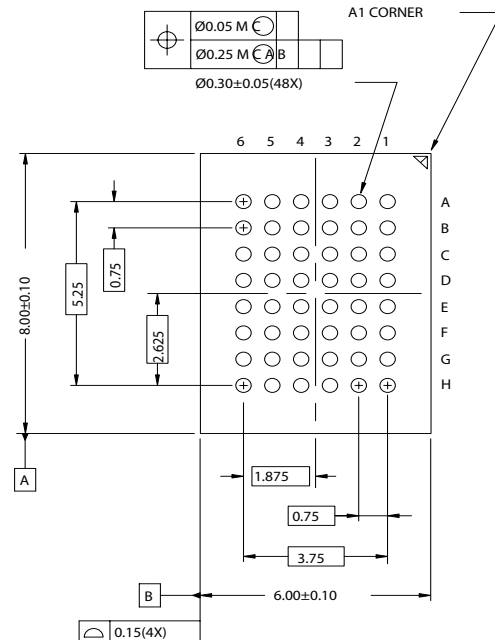 A1 CORNER
Ø0.05 M C
Ø0.25 M C A B
Ø0.30±0.05(48X)
6 5 4 3 2 1
A
B
C
D
E
F
G
H
8.00±0.10
5.25
0.75
2.625
A
1.875
0.75
3.75
B
6.00±0.10
0.15(4X)